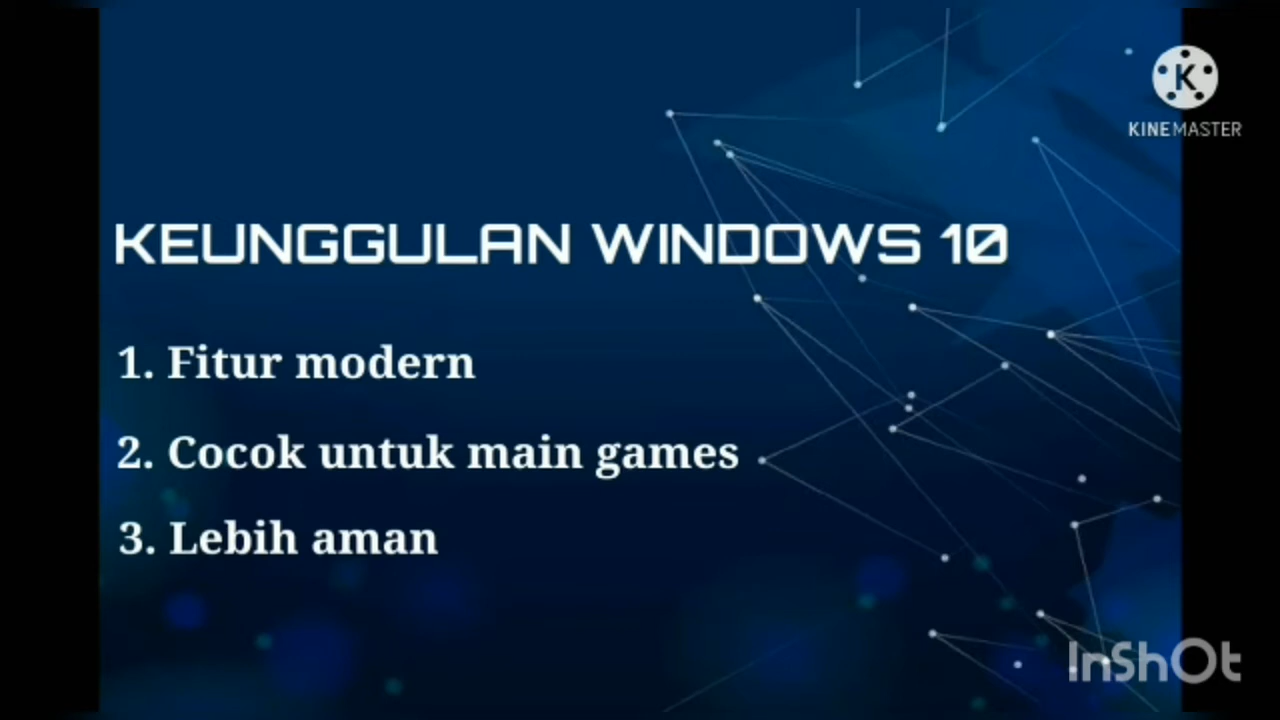 KINEMASTER
KEUNGGULAN WINDOWS 10
1. Fitur modern
2. Cocok untuk main games
3. Lebih aman
InShOt